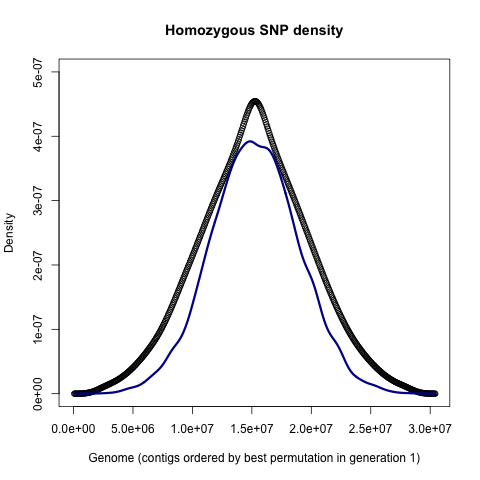 Homozygous SNP density
Density
5e-07
4e-07
3e-07
2e-07
1e-07
0e+00
0.0e+00 5.0e+06 1.0e+07 1.5e+07 2.0e+07 2.5e+07 3.0e+07
Genome (contigs ordered by best permutation in generation 1)